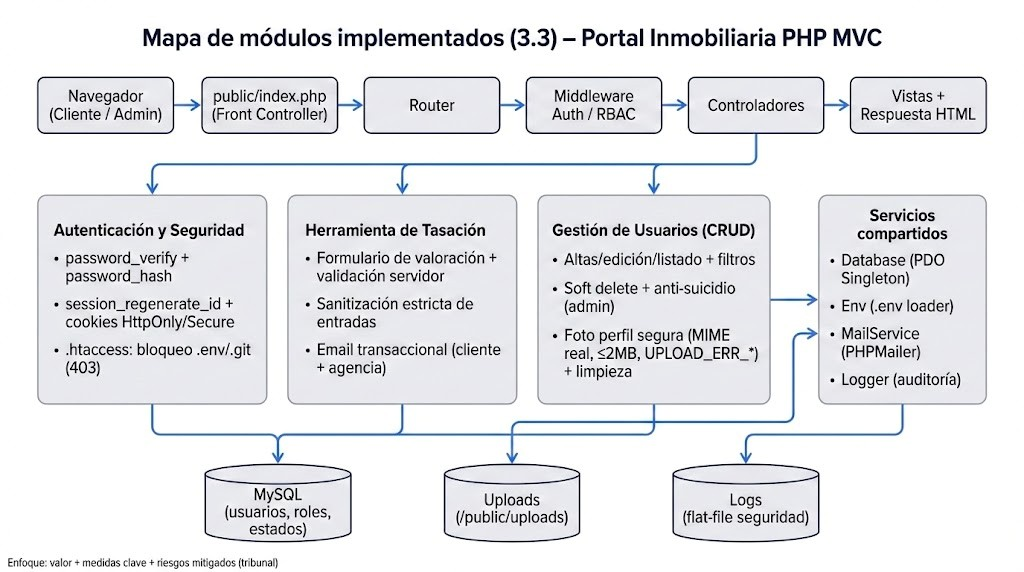 Mapa de módulos implementados (3.3) – Portal Inmobiliaria PHP MVC
Navegador
(Cliente / Admin)
public/index.php
(Front Controller)
Router
Middleware
Auth / RBAC
Controladores
Vistas +
Respuesta HTML
Autenticación y Seguridad
• password_verify +
password_hash
• session_regenerate_id +
cookies HttpOnly/Secure
• .htaccess: bloqueo .env/.git
(403)
Herramienta de Tasación
• Formulario de valoración +
validación servidor
• Sanitización estricta de
entradas
• Email transaccional (cliente
+ agencia)
Gestión de Usuarios (CRUD)
• Altas/edición/listado + filtros
• Soft delete + anti-suicidio
(admin)
• Foto perfil segura (MIME
real, ≤2MB, UPLOAD_ERR_*)
+ limpieza
Servicios
compartidos
• Database (PDO
Singleton)
• Env (.env loader)
• MailService
(PHPMailer)
• Logger (auditoría)
MySQL
(usuarios, roles,
estados)
Uploads
(/public/uploads)
Logs
(flat-file seguridad)
Enfoque: valor + medidas clave + riesgos mitigados (tribunal)